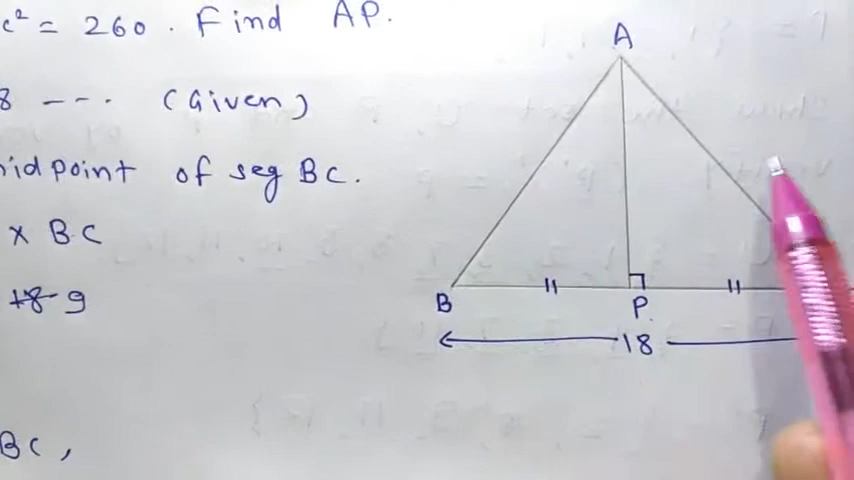 c² = 260 . Find AP.
8 ---- (Given)
midpoint of seg BC.
x BC
18 9
BC,
A
B
P.
18